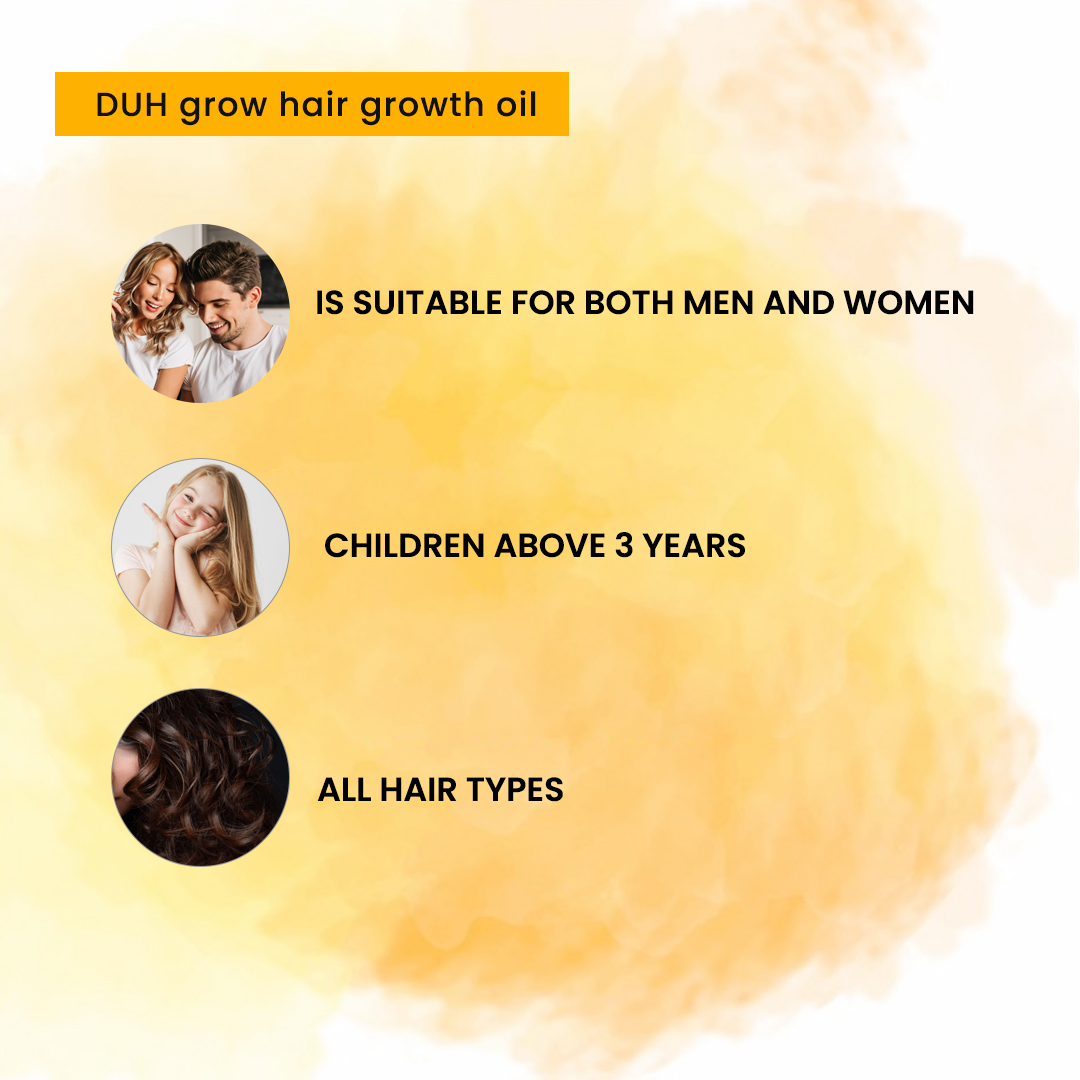 DUH grow hair growth oil
IS SUITABLE FOR BOTH MEN AND WOMEN
CHILDREN ABOVE 3 YEARS
ALL HAIR TYPES